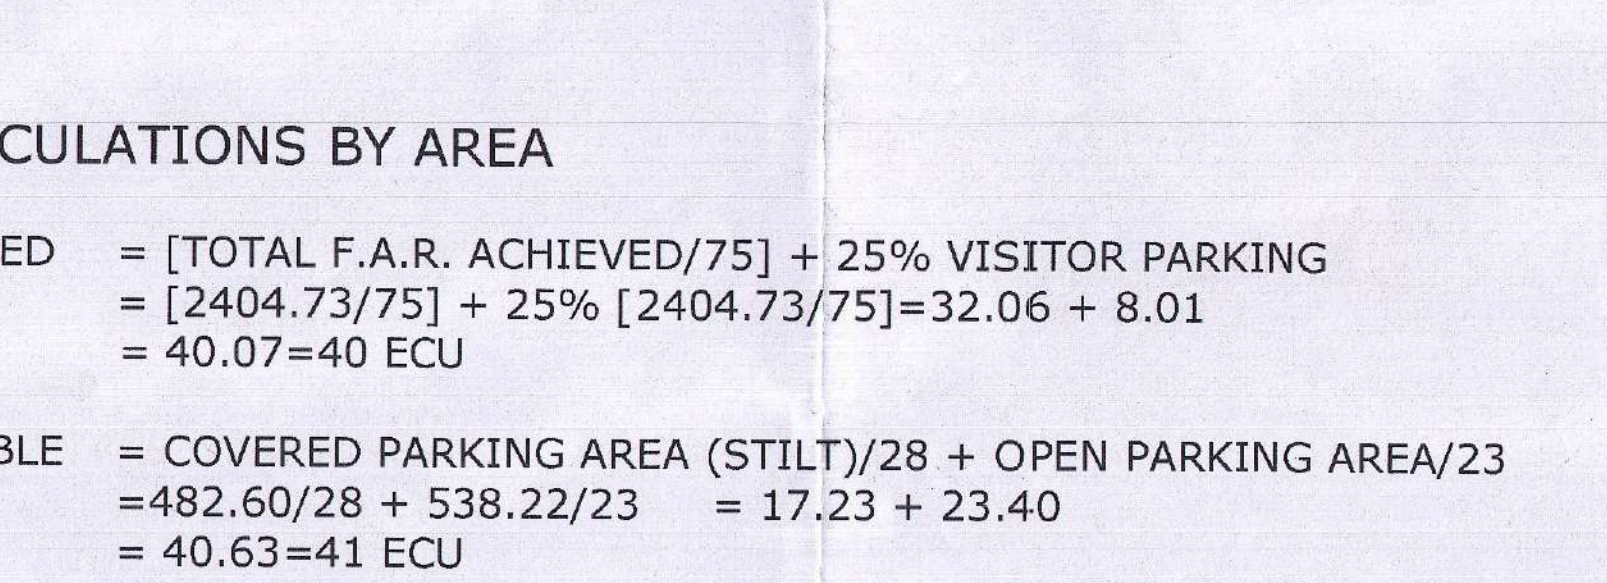 CULATIONS BY AREA
ED = [TOTAL F.A.R. ACHIEVED/75] + 25% VISITOR PARKING
= [2404.73/75] + 25% [2404.73/75]=32.06 + 8.01
= 40.07=40 ECU
BLE = COVERED PARKING AREA (STILT)/28 + OPEN PARKING AREA/23
=482.60/28 + 538.22/23 = 17.23 + 23.40
= 40.63=41 ECU